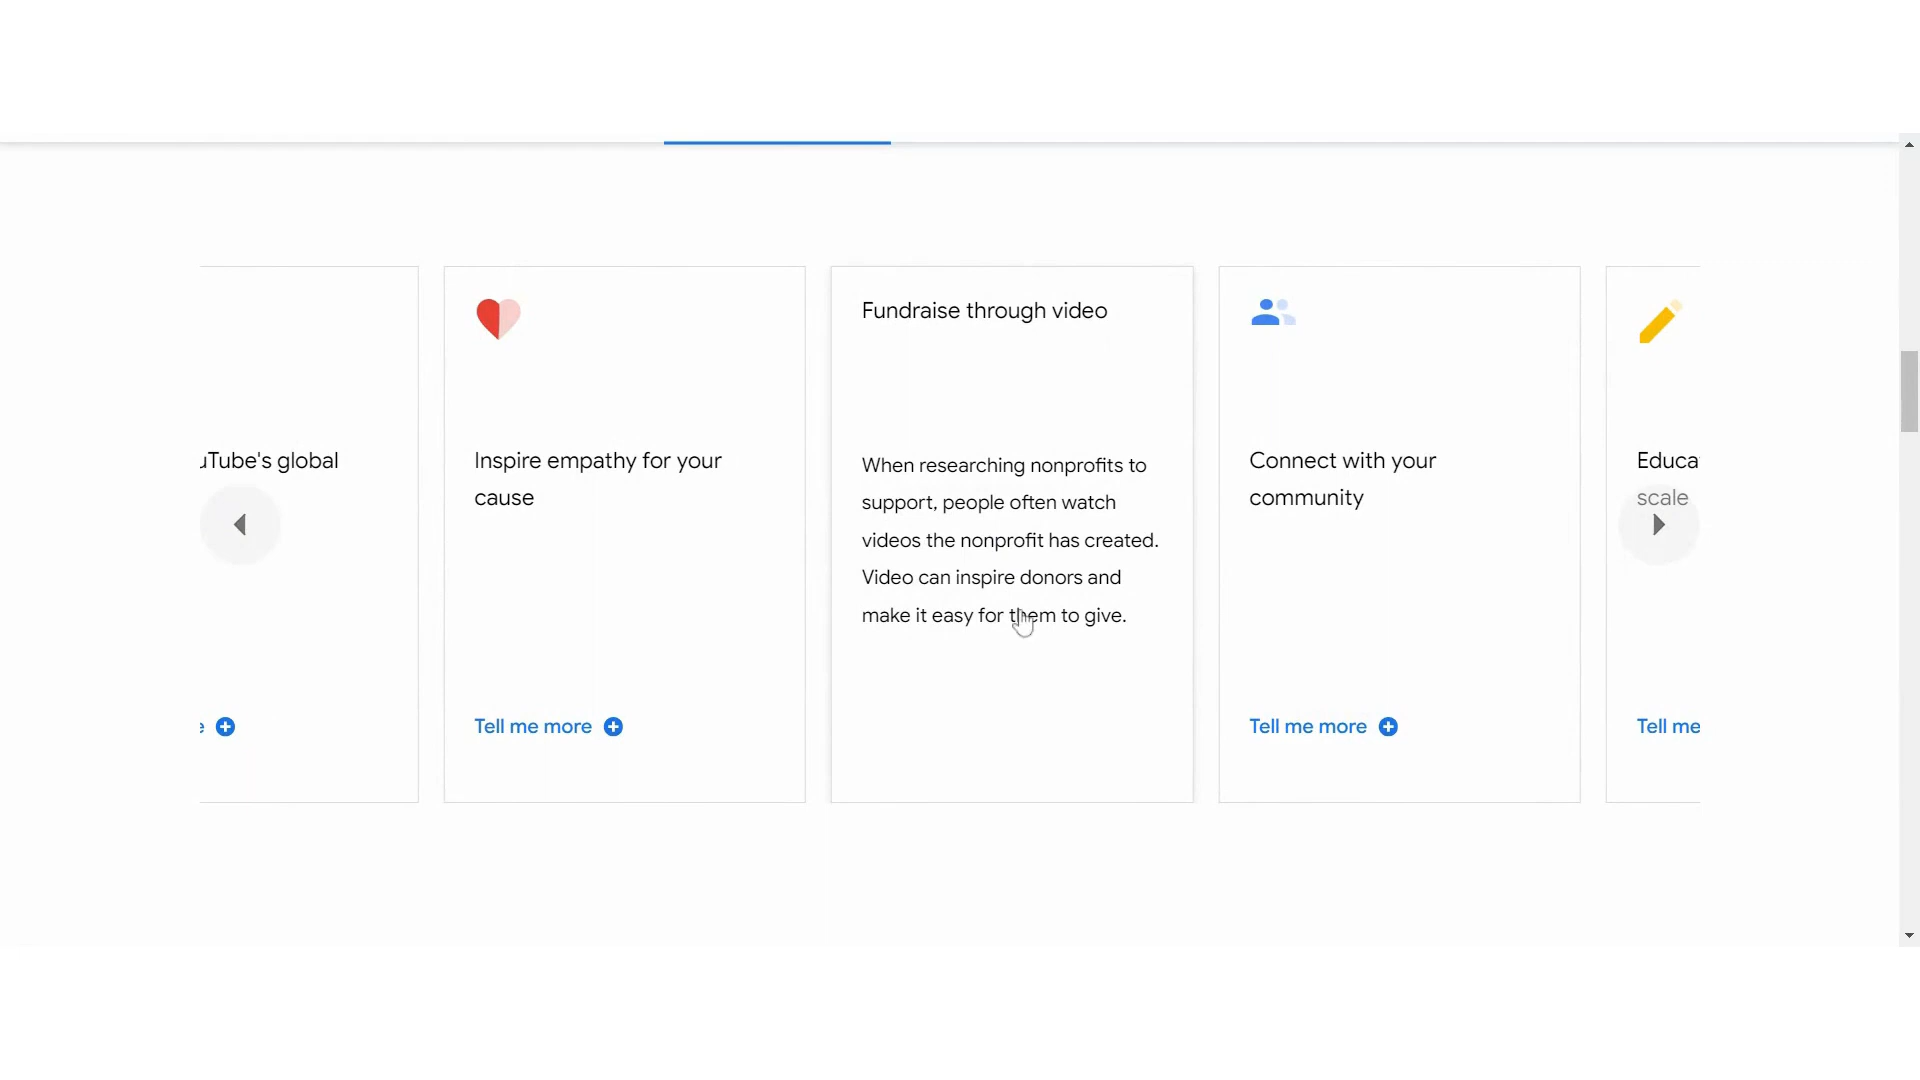 uTube's global
Inspire empathy for your
cause
Tell me more
Fundraise through video
When researching nonprofits to
support, people often watch
videos the nonprofit has created.
Video can inspire donors and
make it easy for them to give.
Connect with your
community
Tell me more
Educa
scale
Tell me